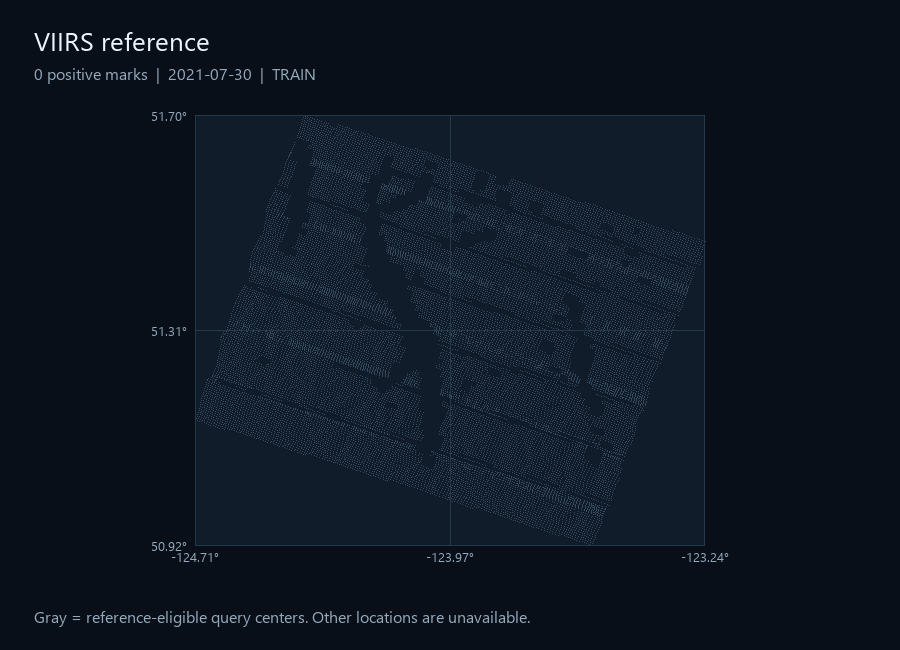 VIIRS reference
0 positive marks | 2021-07-30 | TRAIN
51.70°
51.31°
50.92°
-124.71°
-123.97°
-123.24°
Gray = reference-eligible query centers. Other locations are unavailable.